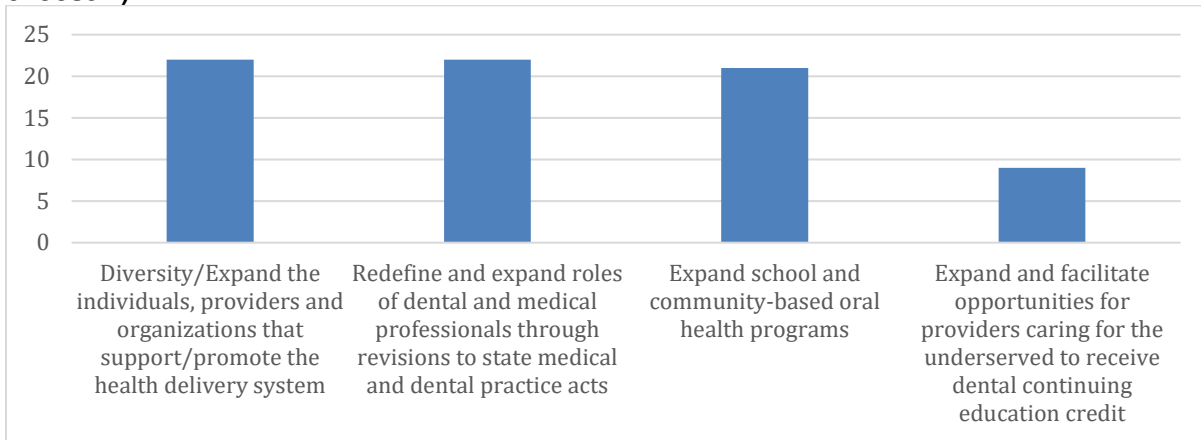 25
20
15
10
5
0
Diversity/Expand the
individuals, providers and
organizations that
support/promote the
health delivery system
Redefine and expand roles
of dental and medical
professionals through
revisions to state medical
and dental practice acts
Expand school and
community-based oral
health programs
Expand and facilitate
opportunities for
providers caring for the
underserved to receive
dental continuing
education credit